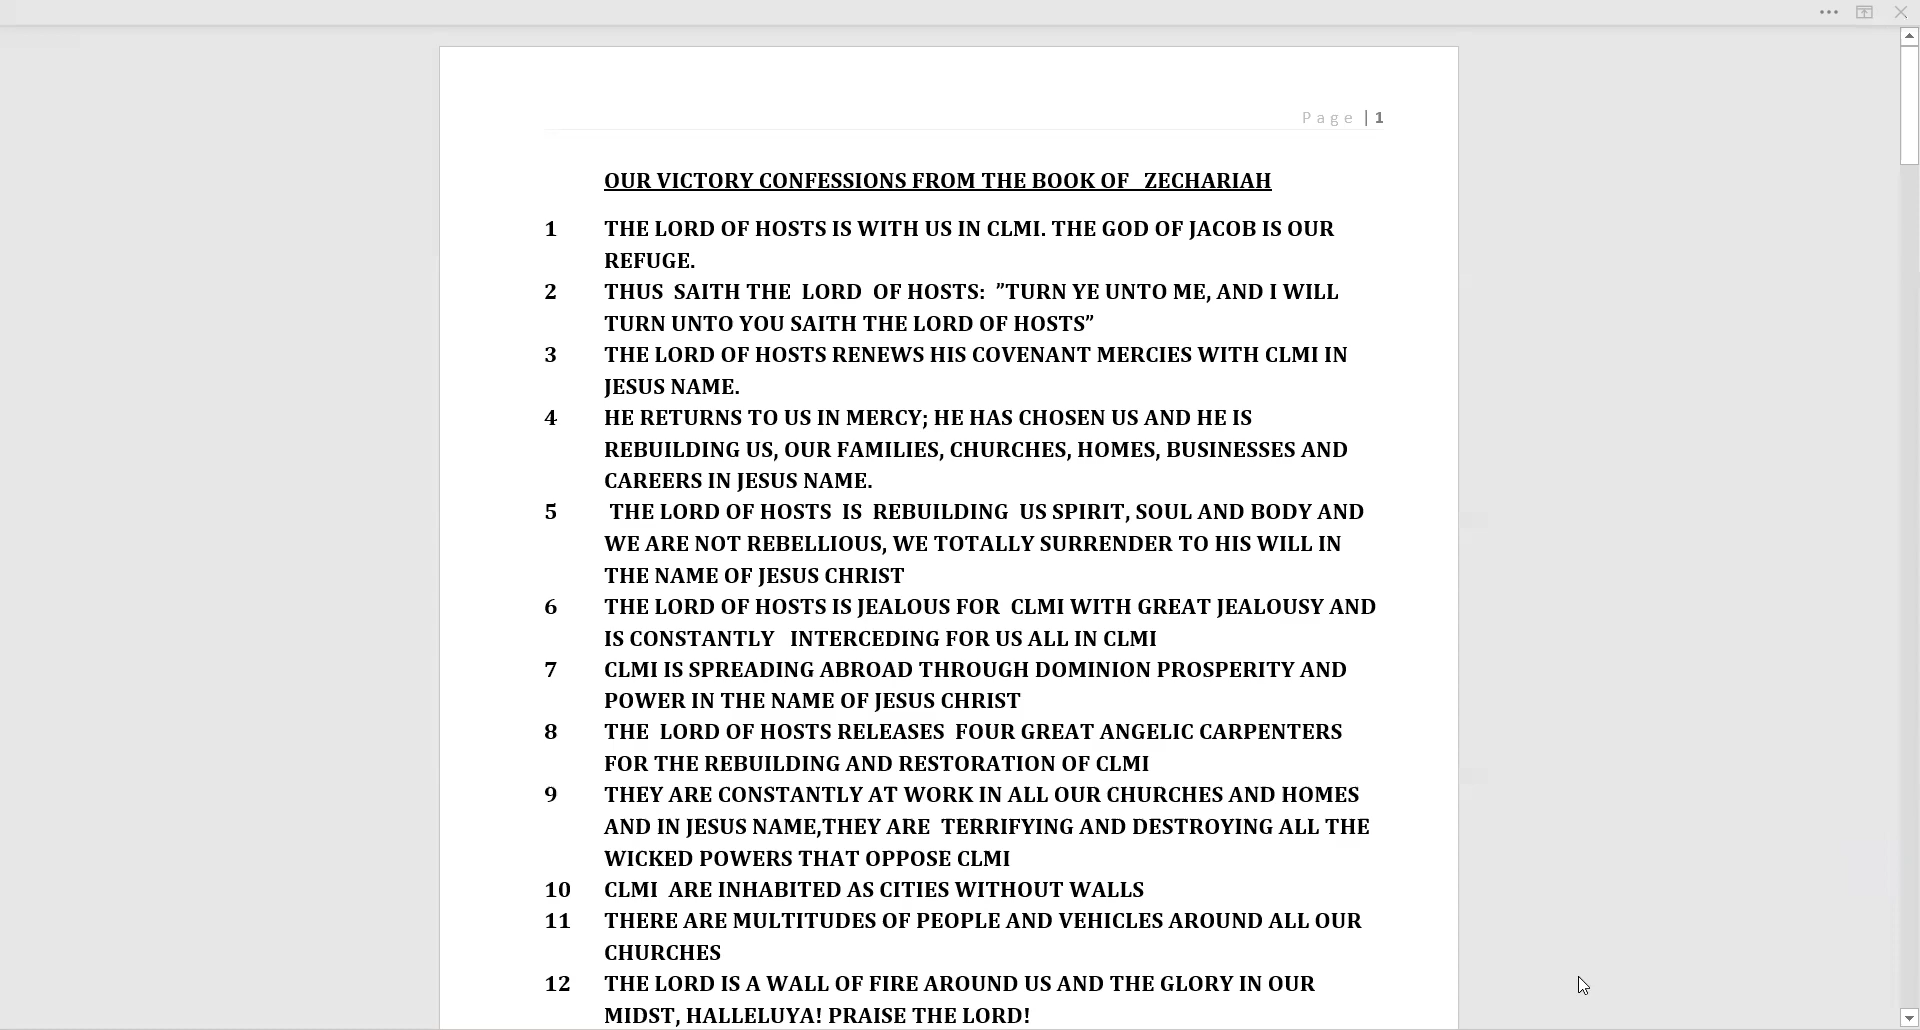 Page | 1
OUR VICTORY CONFESSIONS FROM THE BOOK OF   ZECHARIAH
1 THE LORD OF HOSTS IS WITH US IN CLMI. THE GOD OF JACOB IS OUR
REFUGE.
2 THUS  SAITH THE  LORD  OF HOSTS:  ”TURN YE UNTO ME, AND I WILL
TURN UNTO YOU SAITH THE LORD OF HOSTS”
3 THE LORD OF HOSTS RENEWS HIS COVENANT MERCIES WITH CLMI IN
JESUS NAME.
4 HE RETURNS TO US IN MERCY; HE HAS CHOSEN US AND HE IS
REBUILDING US, OUR FAMILIES, CHURCHES, HOMES, BUSINESSES AND
CAREERS IN JESUS NAME.
5 THE LORD OF HOSTS  IS  REBUILDING  US SPIRIT, SOUL AND BODY AND
WE ARE NOT REBELLIOUS, WE TOTALLY SURRENDER TO HIS WILL IN
THE NAME OF JESUS CHRIST
6 THE LORD OF HOSTS IS JEALOUS FOR  CLMI WITH GREAT JEALOUSY AND
IS CONSTANTLY   INTERCEDING FOR US ALL IN CLMI
7 CLMI IS SPREADING ABROAD THROUGH DOMINION PROSPERITY AND
POWER IN THE NAME OF JESUS CHRIST
8 THE  LORD OF HOSTS RELEASES  FOUR GREAT ANGELIC CARPENTERS
FOR THE REBUILDING AND RESTORATION OF CLMI
9 THEY ARE CONSTANTLY AT WORK IN ALL OUR CHURCHES AND HOMES
AND IN JESUS NAME,THEY ARE  TERRIFYING AND DESTROYING ALL THE
WICKED POWERS THAT OPPOSE CLMI
10 CLMI  ARE INHABITED AS CITIES WITHOUT WALLS
11 THERE ARE MULTITUDES OF PEOPLE AND VEHICLES AROUND ALL OUR
CHURCHES
12 THE LORD IS A WALL OF FIRE AROUND US AND THE GLORY IN OUR
MIDST, HALLELUYA! PRAISE THE LORD!